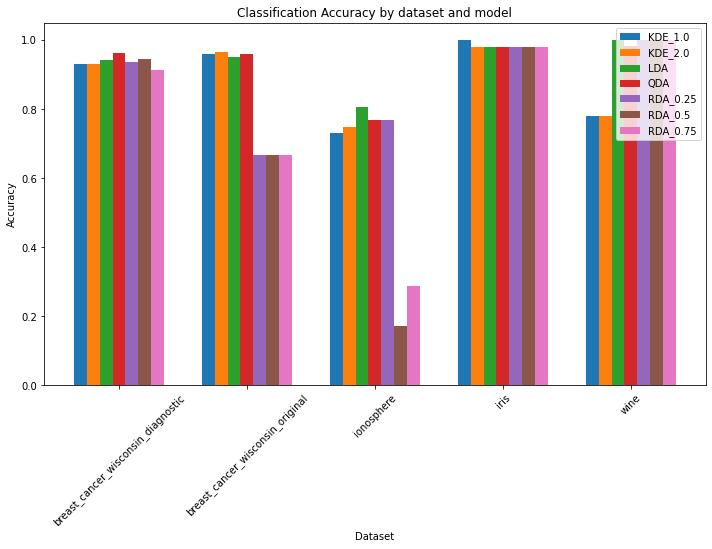 Classification Accuracy by dataset and model
KDE_1.0
KDE_2.0
LDA
QDA
RDA_0.25
RDA_0.5
RDA_0.75
Accuracy
1.0
0.8
0.6
0.4
0.2
0.0
breast_cancer_wisconsin_diagnostic
breast_cancer_wisconsin_original
ionosphere
iris
wine
Dataset